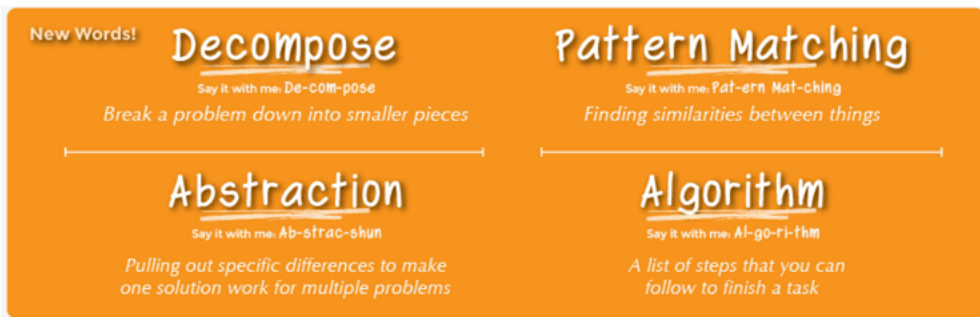 New Words!
Decompose
Say it with me: De-com-pose
Break a problem down into smaller pieces
Pattern Matching
Say it with me: Pat-ern Mat-ching
Finding similarities between things
Abstraction
Say it with me: Ab-strac-shun
Pulling out specific differences to make
one solution work for multiple problems
Algorithm
Say it with me: Al-go-ri-thm
A list of steps that you can
follow to finish a task